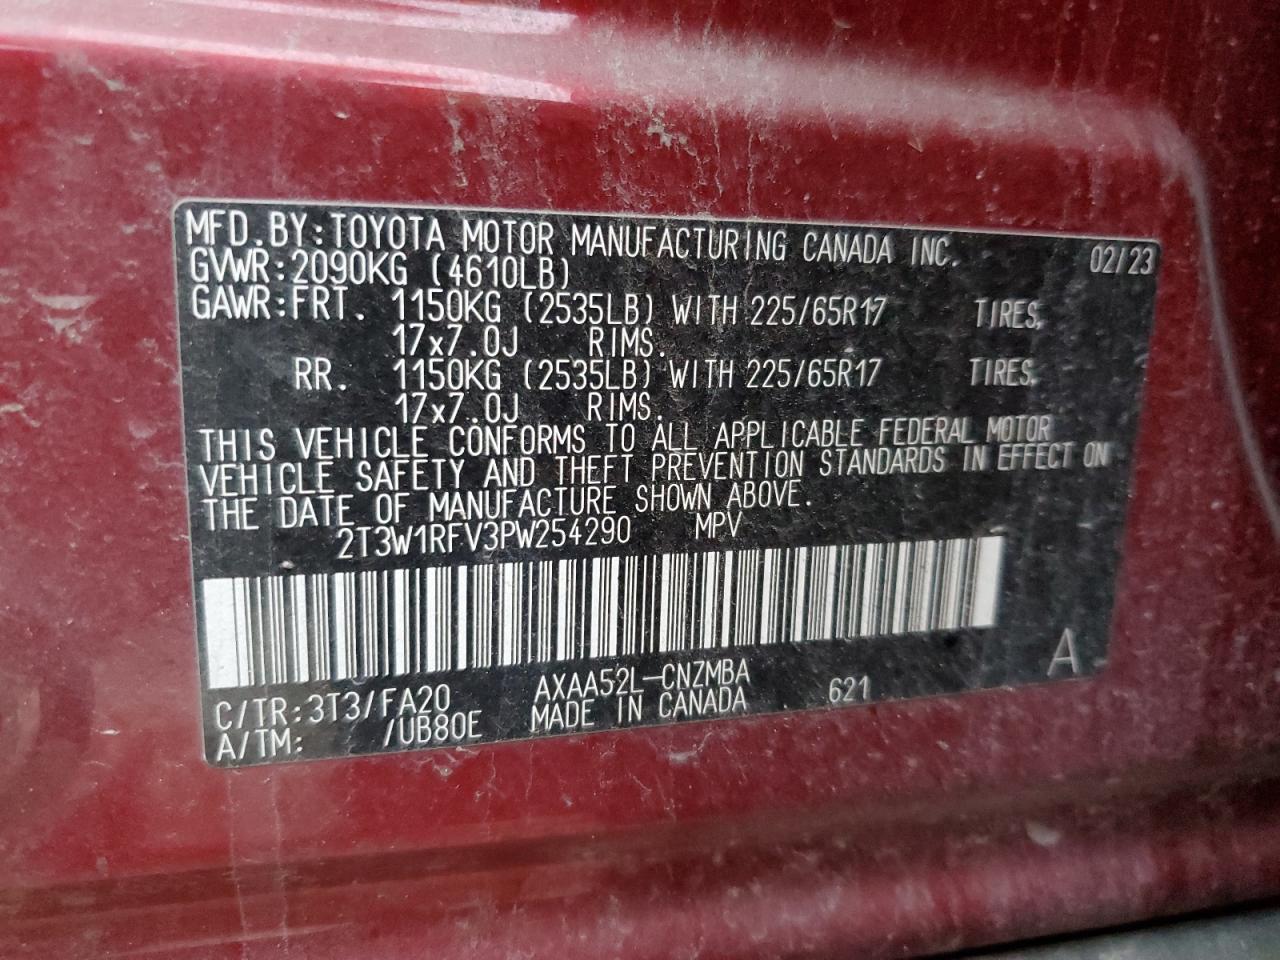 MFD.BY:TOYOTA MOTOR MANUFACTURING CANADA INC. 02/23
GVWR:2090KG (4610LB)
GAWR:FRT. 1150KG (2535LB) WITH 225/65R17 TIRES,
17x7.0J RIMS.
RR. 1150KG (2535LB) WITH 225/65R17 TIRES,
17x7.0J RIMS.
THIS VEHICLE CONFORMS TO ALL APPLICABLE FEDERAL MOTOR
VEHICLE SAFETY AND THEFT PREVENTION STANDARDS IN EFFECT ON
THE DATE OF MANUFACTURE SHOWN ABOVE.
2T3W1RFV3PW254290 MPV
A
C/TR:3T3/FA20 AXAA52L-CNZMBA 621
A/TM: /UB80E MADE IN CANADA